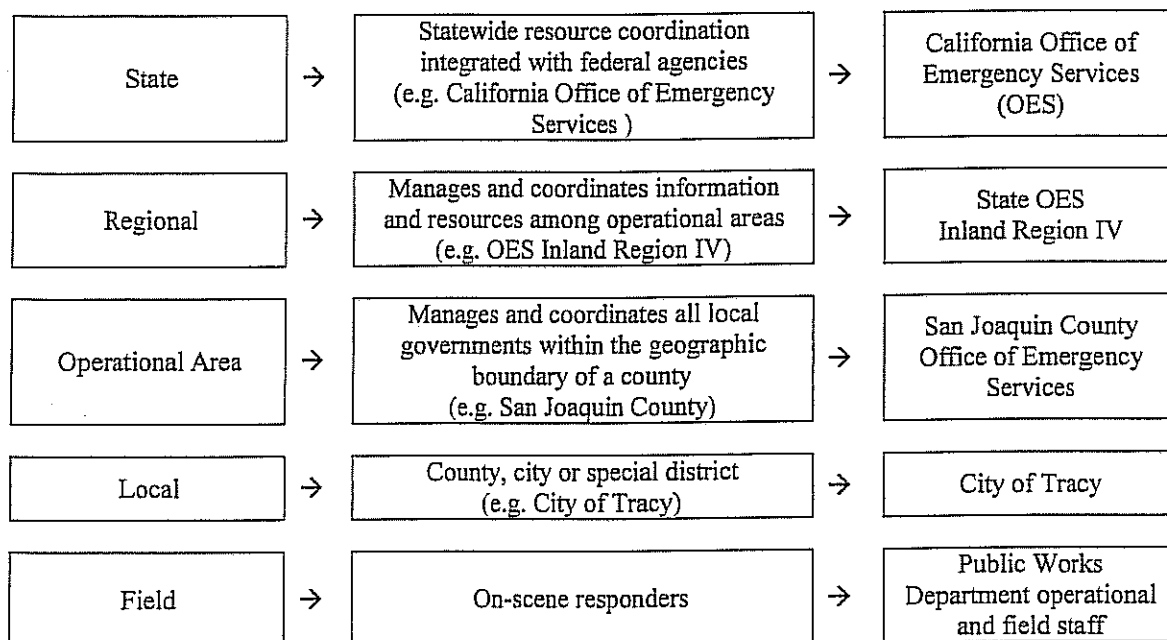 State
→
Statewide resource coordination
integrated with federal agencies
(e.g. California Office of Emergency
Services )
→
California Office of
Emergency Services
(OES)
Regional
→
Manages and coordinates information
and resources among operational areas
(e.g. OES Inland Region IV)
→
State OES
Inland Region IV
Operational Area
→
Manages and coordinates all local
governments within the geographic
boundary of a county
(e.g. San Joaquin County)
→
San Joaquin County
Office of Emergency
Services
Local
→
County, city or special district
(e.g. City of Tracy)
→
City of Tracy
Field
→
On-scene responders
→
Public Works
Department operational
and field staff